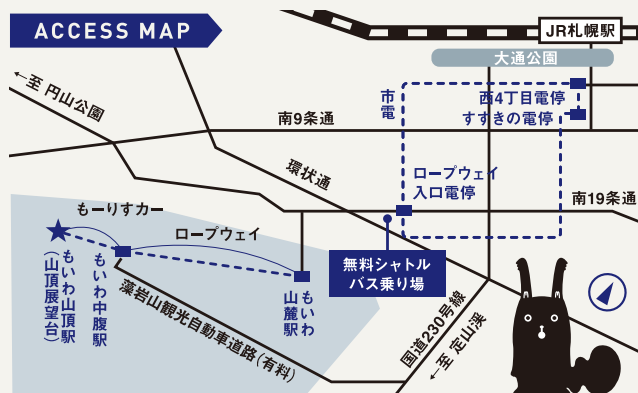 ACCESS MAP
JR札幌駅
大通公園
←至 円山公園
市電
西4丁目電停
すすきの電停
南9条通
環状通
ロープウェイ
入口電停
南19条通
もーりすカー
ロープウェイ
無料シャトル
バス乗り場
もいわ山頂駅
(山頂展望台)
もいわ中腹駅
もいわ
山麓駅
藻岩山観光自動車道路(有料)
国道230号線
←至 定山渓